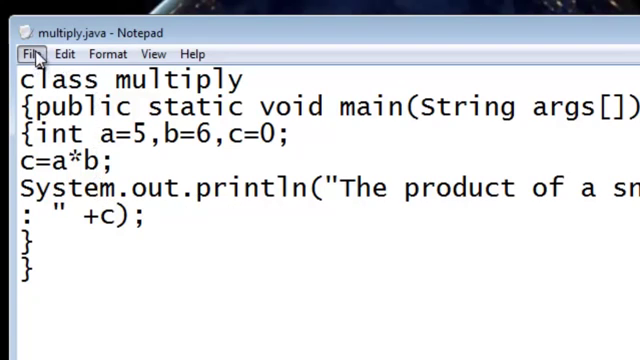 multiply.java - Notepad
File Edit Format View Help
class multiply
{public static void main(String args[])
{int a=5,b=6,c=0;
c=a*b;
System.out.println("The product of a
: " +c);
}
}